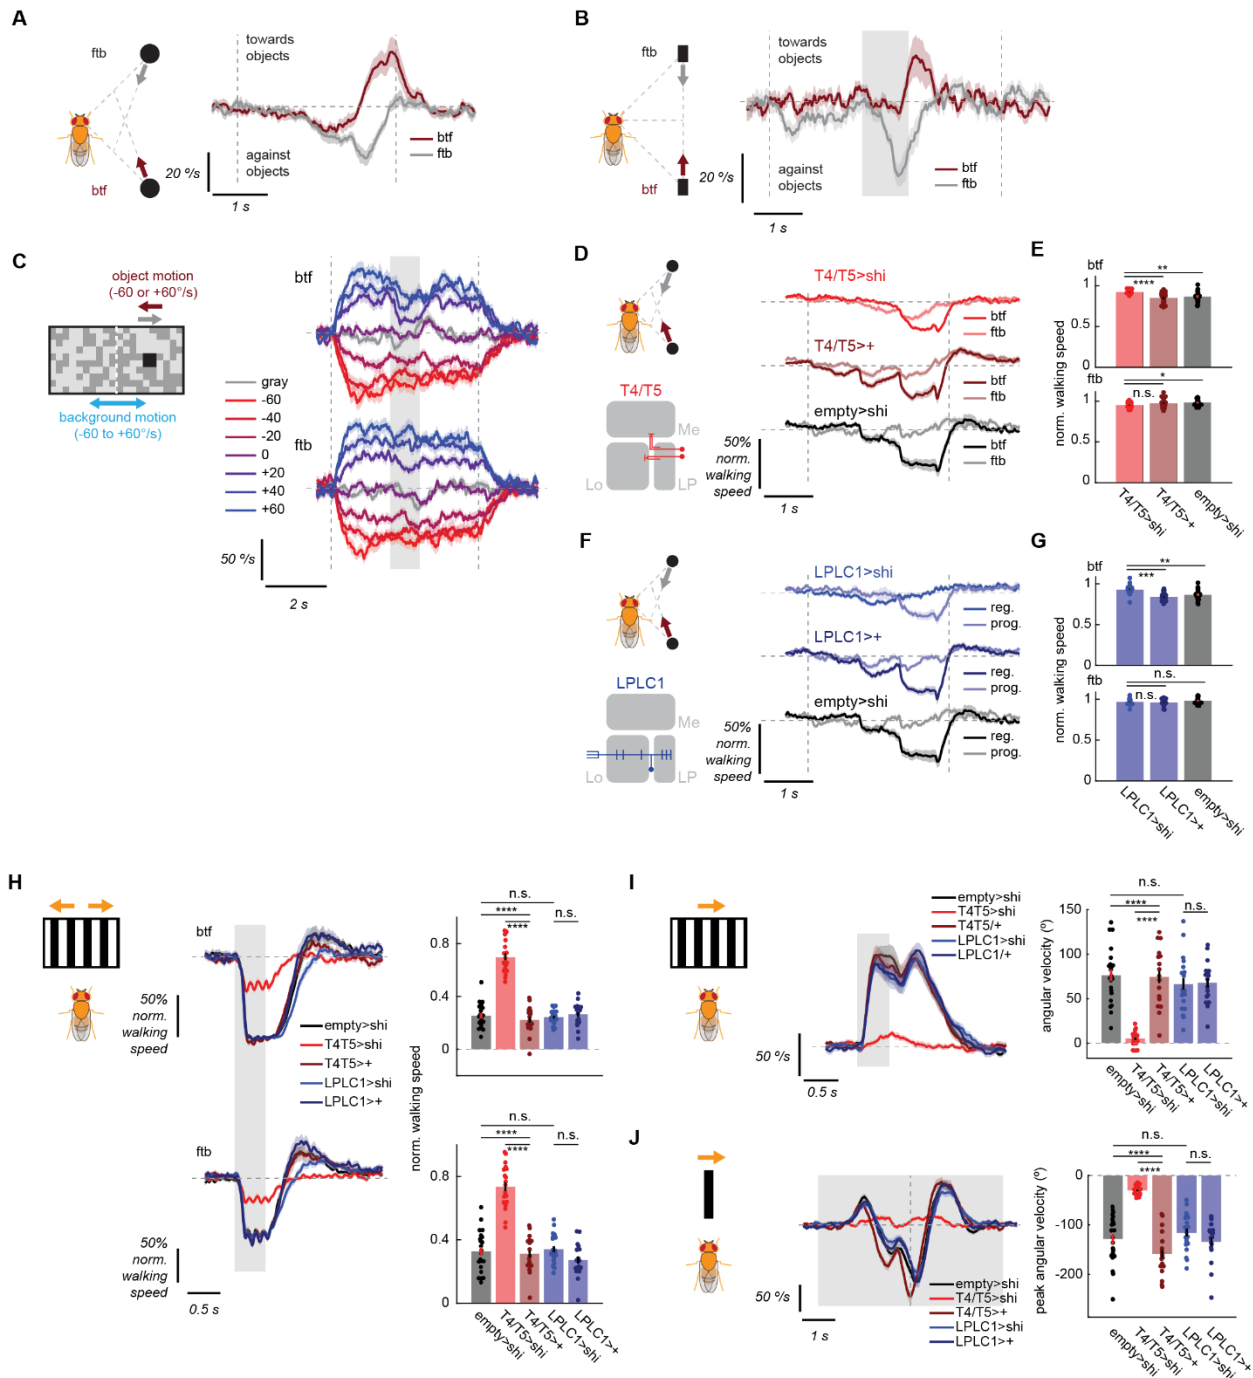 A
ftb
btf
towards
objects
against
objects
btf
ftb
20 º/s
1 s
B
ftb
btf
towards
objects
against
objects
btf
ftb
20 º/s
1 s
C
object motion
(-60 or +60°/s)
background motion
(-60 to +60°/s)
btf
ftb
gray
-60
-40
-20
0
+20
+40
+60
50 º/s
2 s
D
T4/T5
Me
Lo
LP
T4/T5>shi
btf
ftb
T4/T5>+
btf
ftb
empty>shi
btf
ftb
50%
norm.
walking
speed
1 s
E
btf
**
****
1
0
ftb
*
n.s.
1
0
norm. walking speed
T4/T5>shi
T4/T5>+
empty>shi
F
LPLC1
Me
Lo
LP
LPLC1>shi
reg.
prog.
LPLC1>+
reg.
prog.
empty>shi
reg.
prog.
50%
norm.
walking
speed
1 s
G
btf
**
***
1
0
ftb
n.s.
n.s.
1
0
norm. walking speed
LPLC1>shi
LPLC1>+
empty>shi
H
btf
50%
norm.
walking
speed
empty>shi
T4T5>shi
T4T5>+
LPLC1>shi
LPLC1>+
ftb
50%
norm.
walking
speed
0.5 s
norm. walking speed
n.s.
****
n.s.
****
0.8
0.4
0
n.s.
****
n.s.
****
0.8
0.4
0
empty>shi
T4/T5>shi
T4/T5>+
LPLC1>shi
LPLC1>+
I
empty>shi
T4T5>shi
T4T5/+
LPLC1>shi
LPLC1/+
50 º/s
0.5 s
angular velocity (º)
n.s.
****
n.s.
****
150
100
50
0
empty>shi
T4/T5>shi
T4/T5>+
LPLC1>shi
LPLC1>+
J
empty>shi
T4/T5>shi
T4/T5>+
LPLC1>shi
LPLC1>+
50 º/s
1 s
peak angular velocity (º)
n.s.
****
n.s.
****
0
-100
-200
empty>shi
T4/T5>shi
T4/T5>+
LPLC1>shi
LPLC1>+